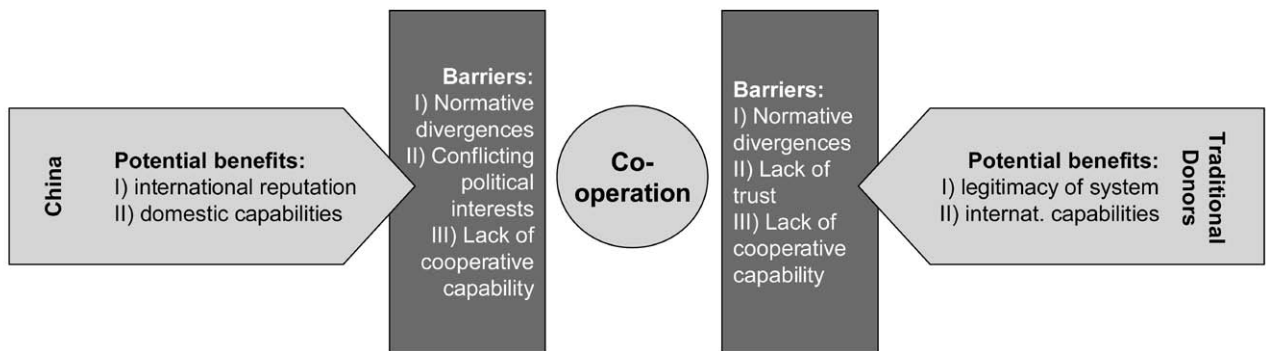 China
Potential benefits:
I) international reputation
II) domestic capabilities
Barriers:
I) Normative
divergences
II) Conflicting
political
interests
III) Lack of
cooperative
capability
Co-
operation
Barriers:
I) Normative
divergences
II) Lack of
trust
III) Lack of
cooperative
capability
Potential benefits:
I) legitimacy of system
II) internat. capabilities
Traditional
Donors